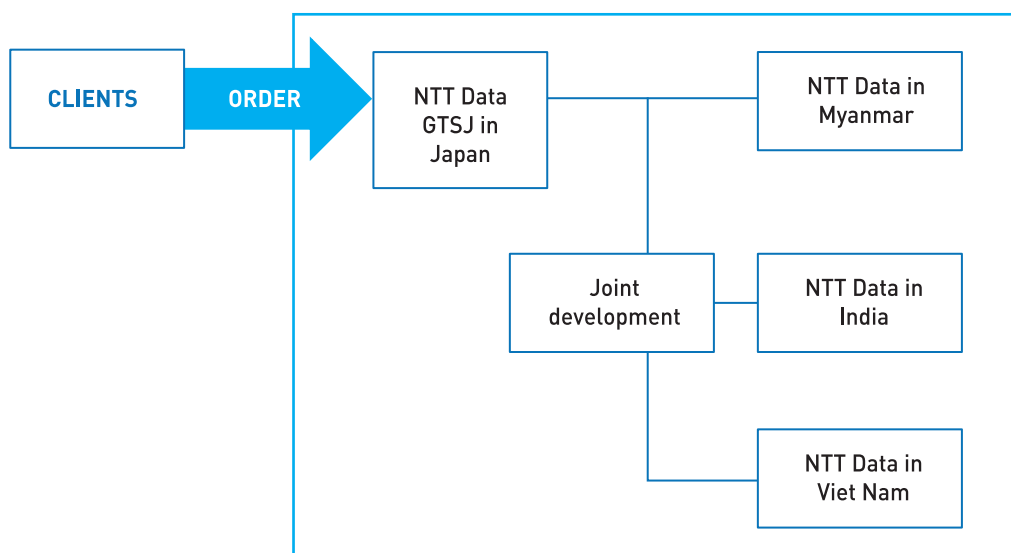 CLIENTS
ORDER
NTT Data
GTSJ in
Japan
NTT Data in
Myanmar
Joint
development
NTT Data in
India
NTT Data in
Viet Nam